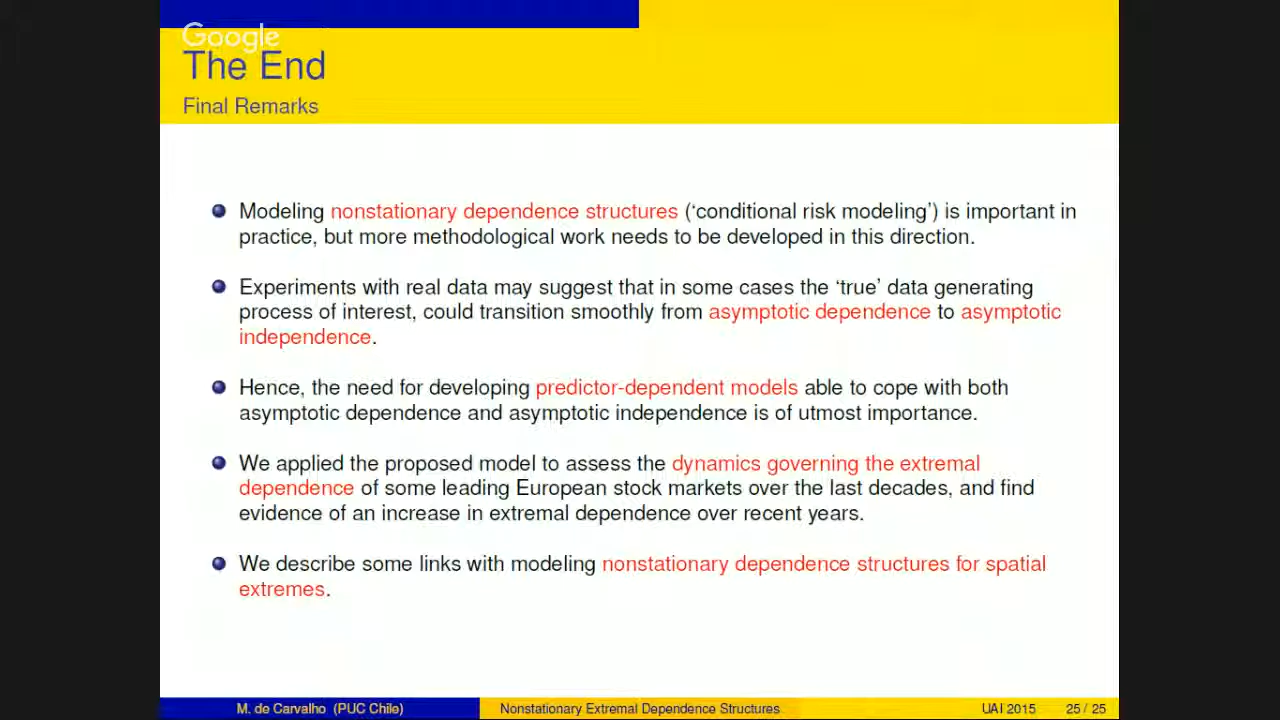 Google
The End
Final Remarks
Modeling nonstationary dependence structures (‘conditional risk modeling’) is important in
practice, but more methodological work needs to be developed in this direction.
Experiments with real data may suggest that in some cases the ‘true’ data generating
process of interest, could transition smoothly from asymptotic dependence to asymptotic
independence.
Hence, the need for developing predictor-dependent models able to cope with both
asymptotic dependence and asymptotic independence is of utmost importance.
We applied the proposed model to assess the dynamics governing the extremal
dependence of some leading European stock markets over the last decades, and find
evidence of an increase in extremal dependence over recent years.
We describe some links with modeling nonstationary dependence structures for spatial
extremes.
M. de Carvalho (PUC Chile) Nonstationary Extremal Dependence Structures UAI 2015 25 / 25